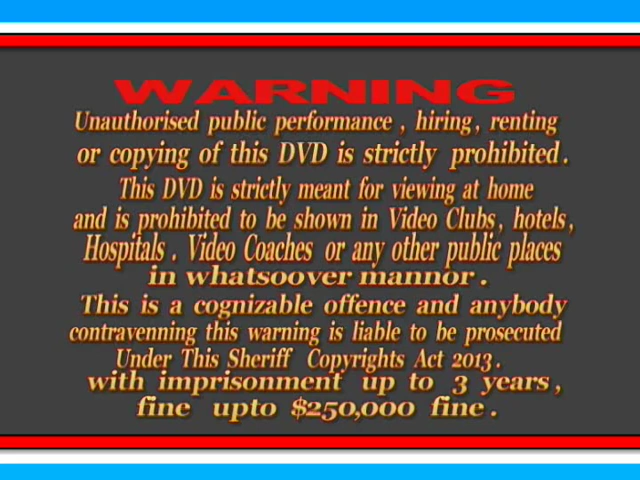 WARNING
Unauthorised public performance , hiring , renting
or copying of this DVD is strictly prohibited .
This DVD is strictly meant for viewing at home
and is prohibited to be shown in Video Clubs , hotels ,
Hospitals . Video Coaches or any other public places
in whatsoover mannor .
This is a cognizable offence and anybody
contravenning this warning is liable to be prosecuted
Under This Sheriff Copyrights Act 2013 .
with imprisonment up to 3 years ,
fine upto $250,000 fine .